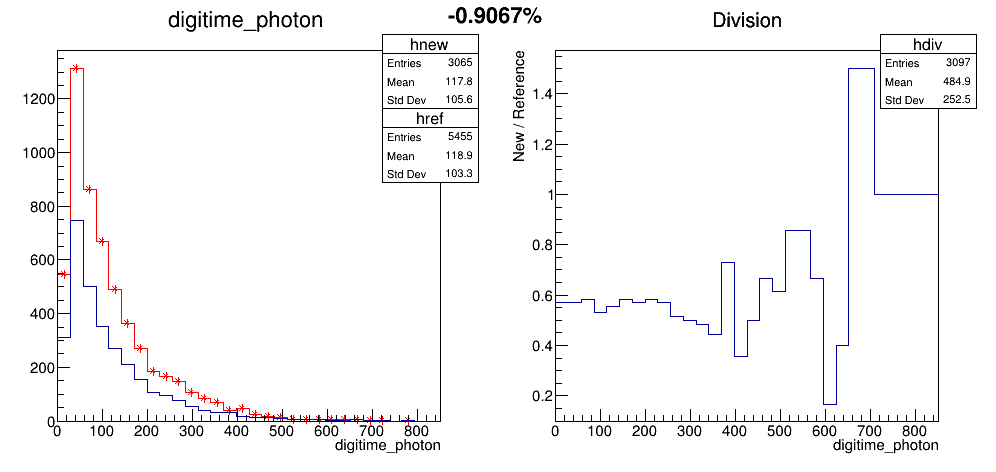 -0.9067%
digitime_photon
hnew
Entries 3065
Mean 117.8
Std Dev 105.6
href
Entries 5455
Mean 118.9
Std Dev 103.3
1200
1000
800
600
400
200
0
0 100 200 300 400 500 600 700 800
digitime_photon
Division
hdiv
Entries 3097
Mean 484.9
Std Dev 252.5
New / Reference
1.4
1.2
1
0.8
0.6
0.4
0.2
0 100 200 300 400 500 600 700 800
digitime_photon